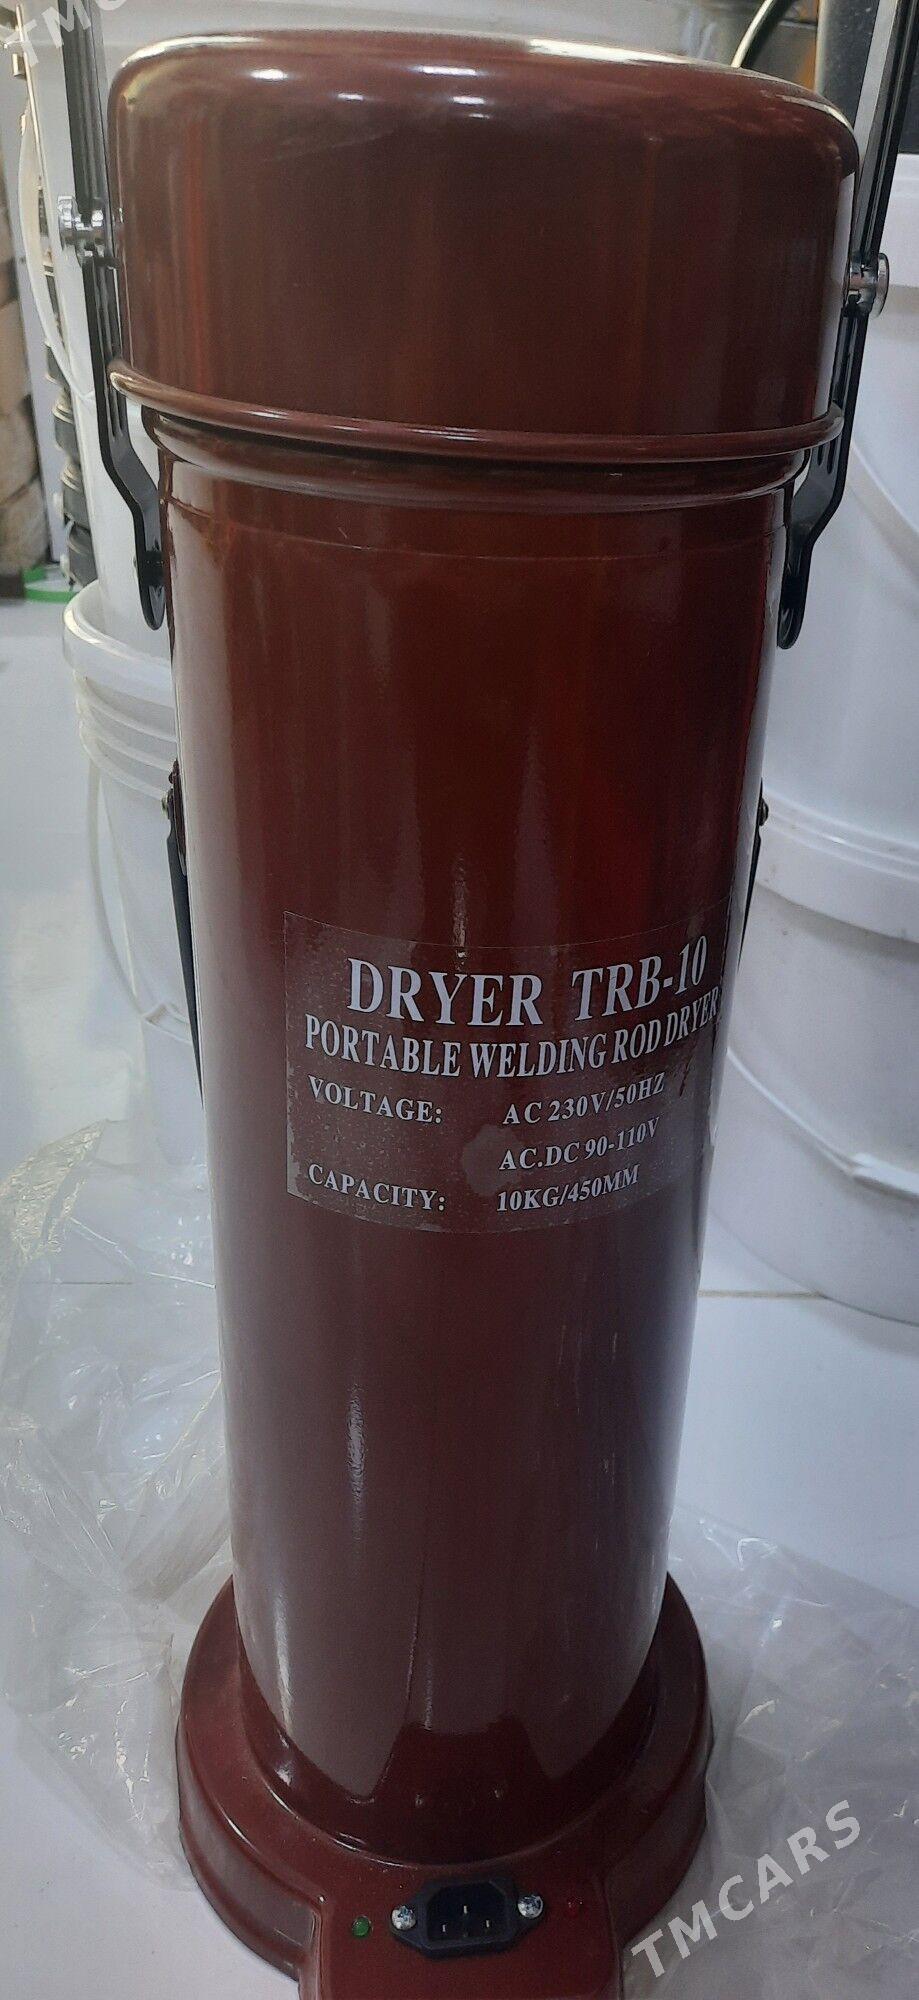 DRYER TRB-10
PORTABLE WELDING ROD DRYER
VOLTAGE: AC 230V/50HZ
AC.DC 90-110V
CAPACITY: 10KG/450MM
TMCARS